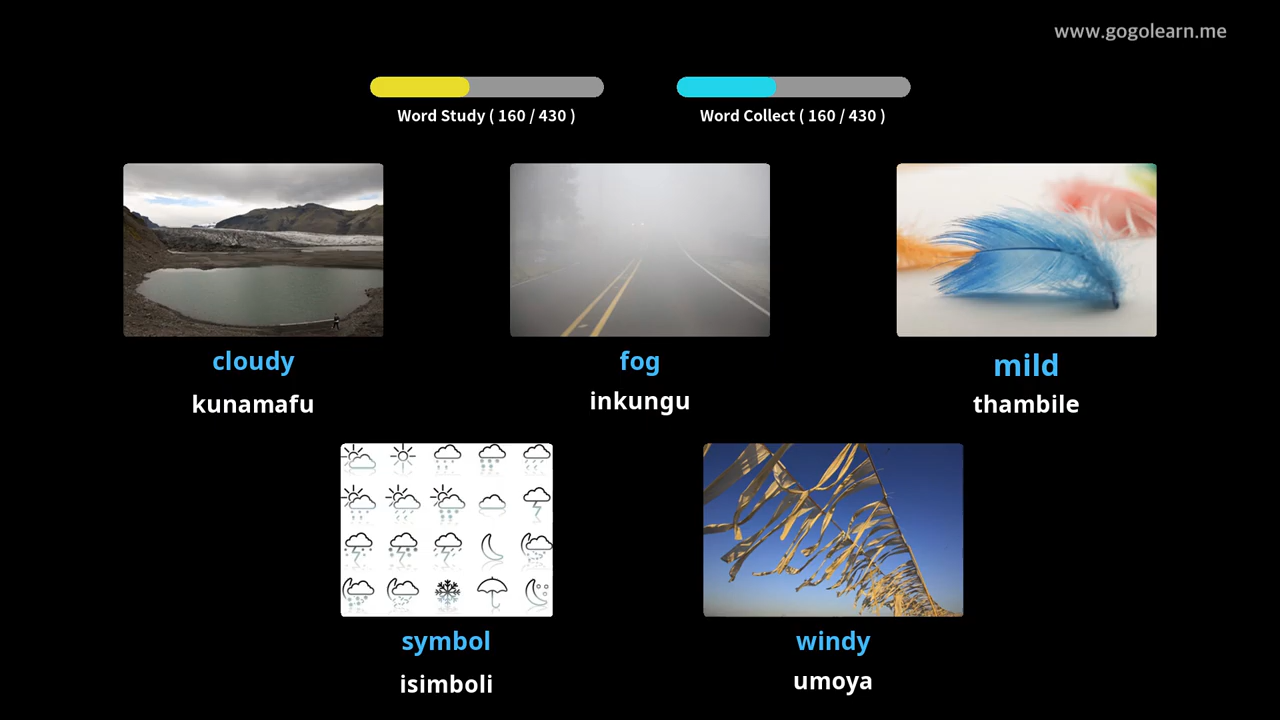 www.gogolearn.me
Word Study ( 160 / 430 )
Word Collect ( 160 / 430 )
cloudy
kunamafu
fog
inkungu
mild
thambile
symbol
isimboli
windy
umoya